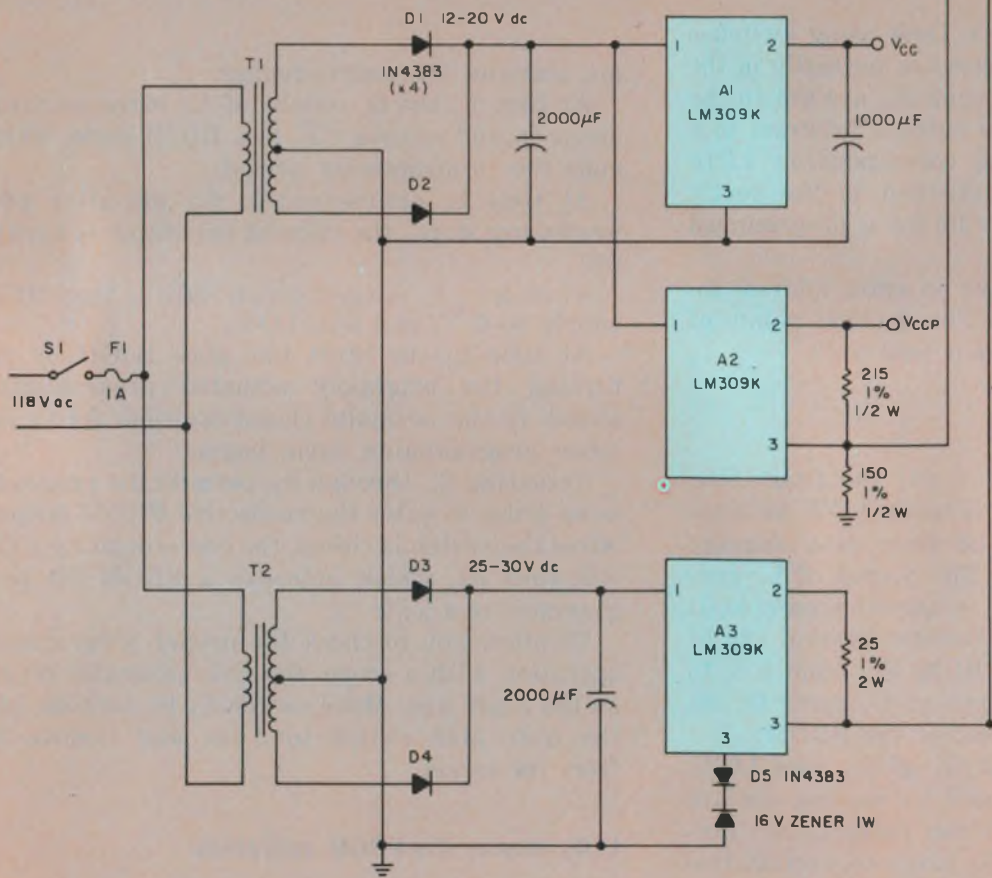 D1 12-20 V dc
T1
1N4383
(x4)
D2
2000µF
1
2
A1
LM309K
3
VCC
1000µF
S1
F1
1A
118 V ac
1
2
A2
LM309K
3
VCCP
215
1%
1/2 W
150
1%
1/2 W
T2
D3
25-30V dc
D4
2000µF
1
2
A3
LM309K
3
3
25
1%
2W
D5 1N4383
16 V ZENER 1W